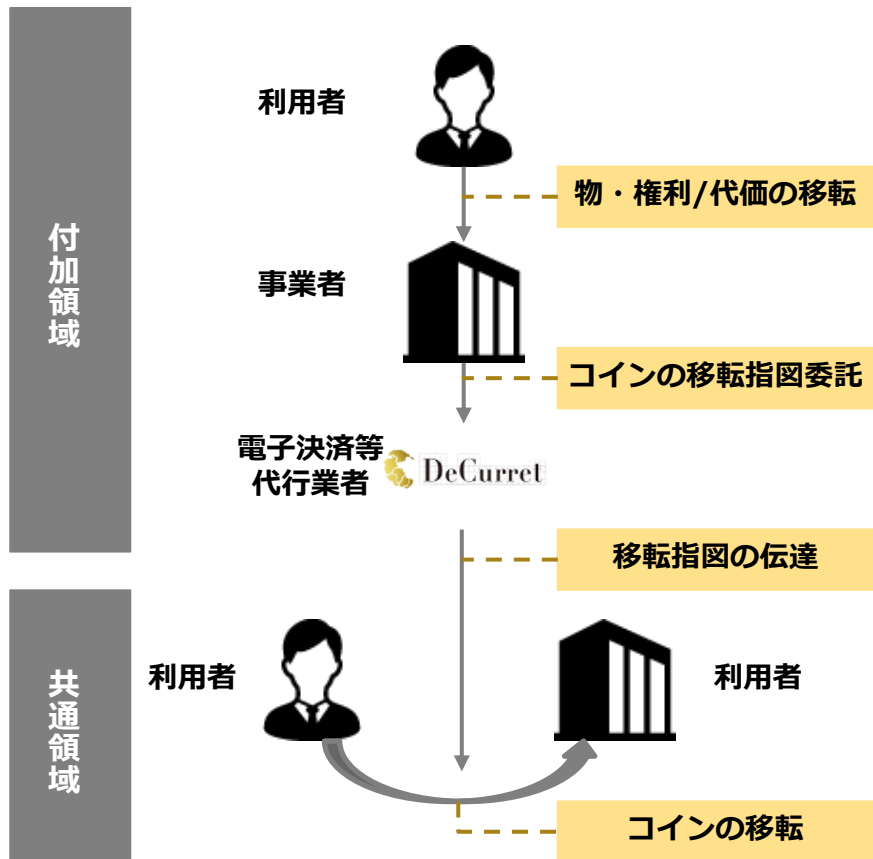 付加領域
利用者
物・権利/代価の移転
事業者
コインの移転指図委託
電子決済等
代行業者
DeCurret
移転指図の伝達
共通領域
利用者
利用者
コインの移転